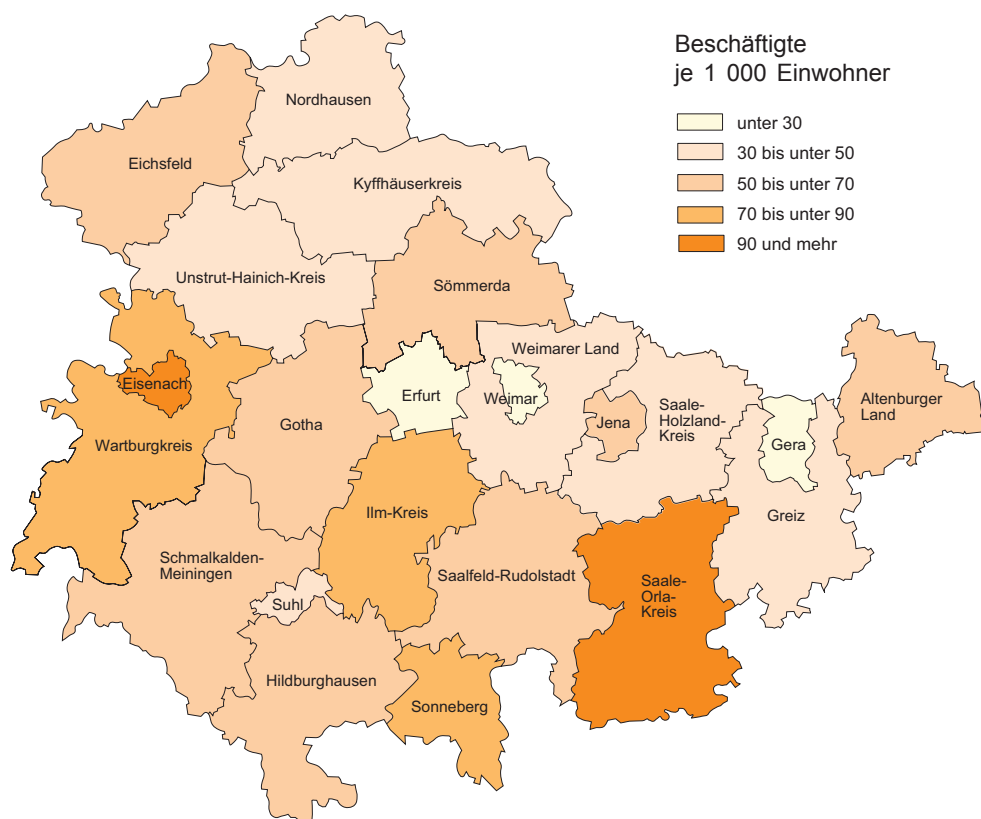 Beschäftigte
je 1 000 Einwohner
unter 30
30 bis unter 50
50 bis unter 70
70 bis unter 90
90 und mehr
Nordhausen
Eichsfeld
Kyffhäuserkreis
Unstrut-Hainich-Kreis
Sömmerda
Weimarer Land
Eisenach
Erfurt
Weimar
Altenburger
Land
Saale-
Holzland-
Kreis
Jena
Gotha
Wartburgkreis
Gera
Ilm-Kreis
Greiz
Schmalkalden-
Meiningen
Saalfeld-Rudolstadt
Saale-
Orla-
Kreis
Suhl
Hildburghausen
Sonneberg